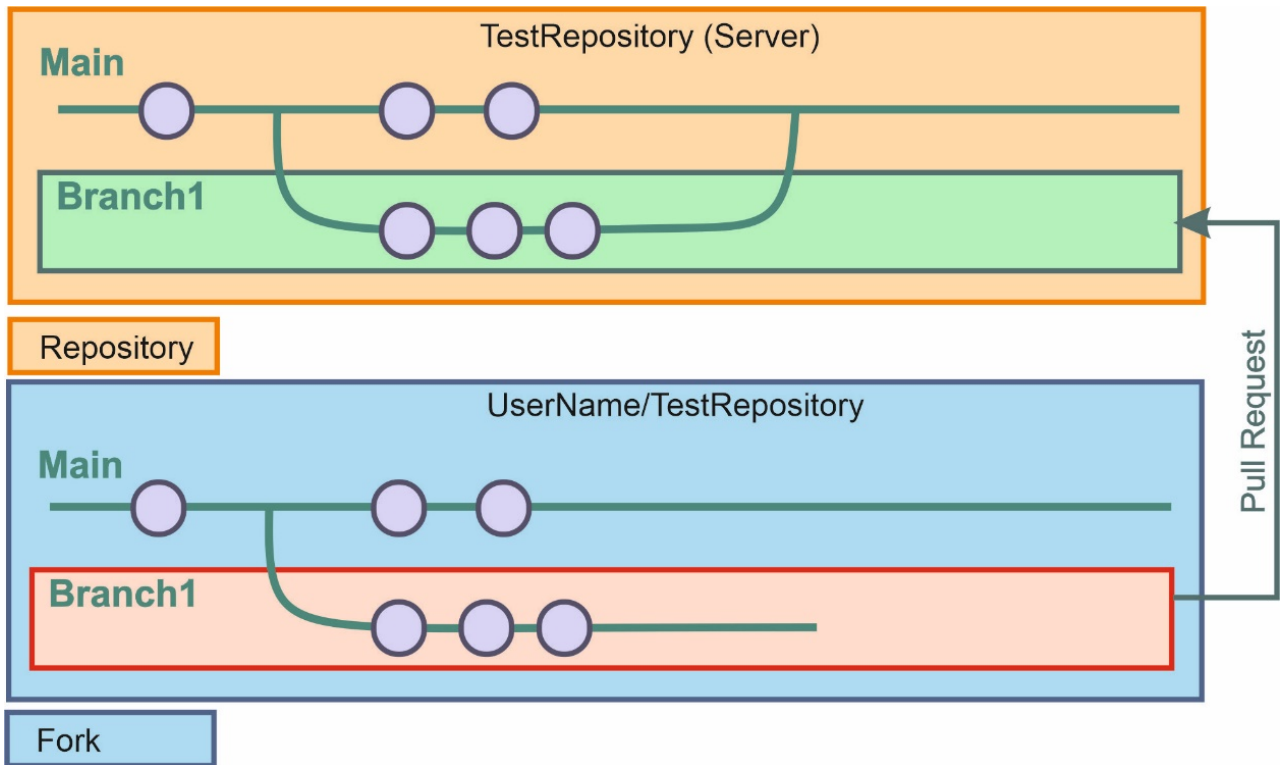 TestRepository (Server)
Main
Branch1
Repository
UserName/TestRepository
Main
Branch1
Pull Request
Fork